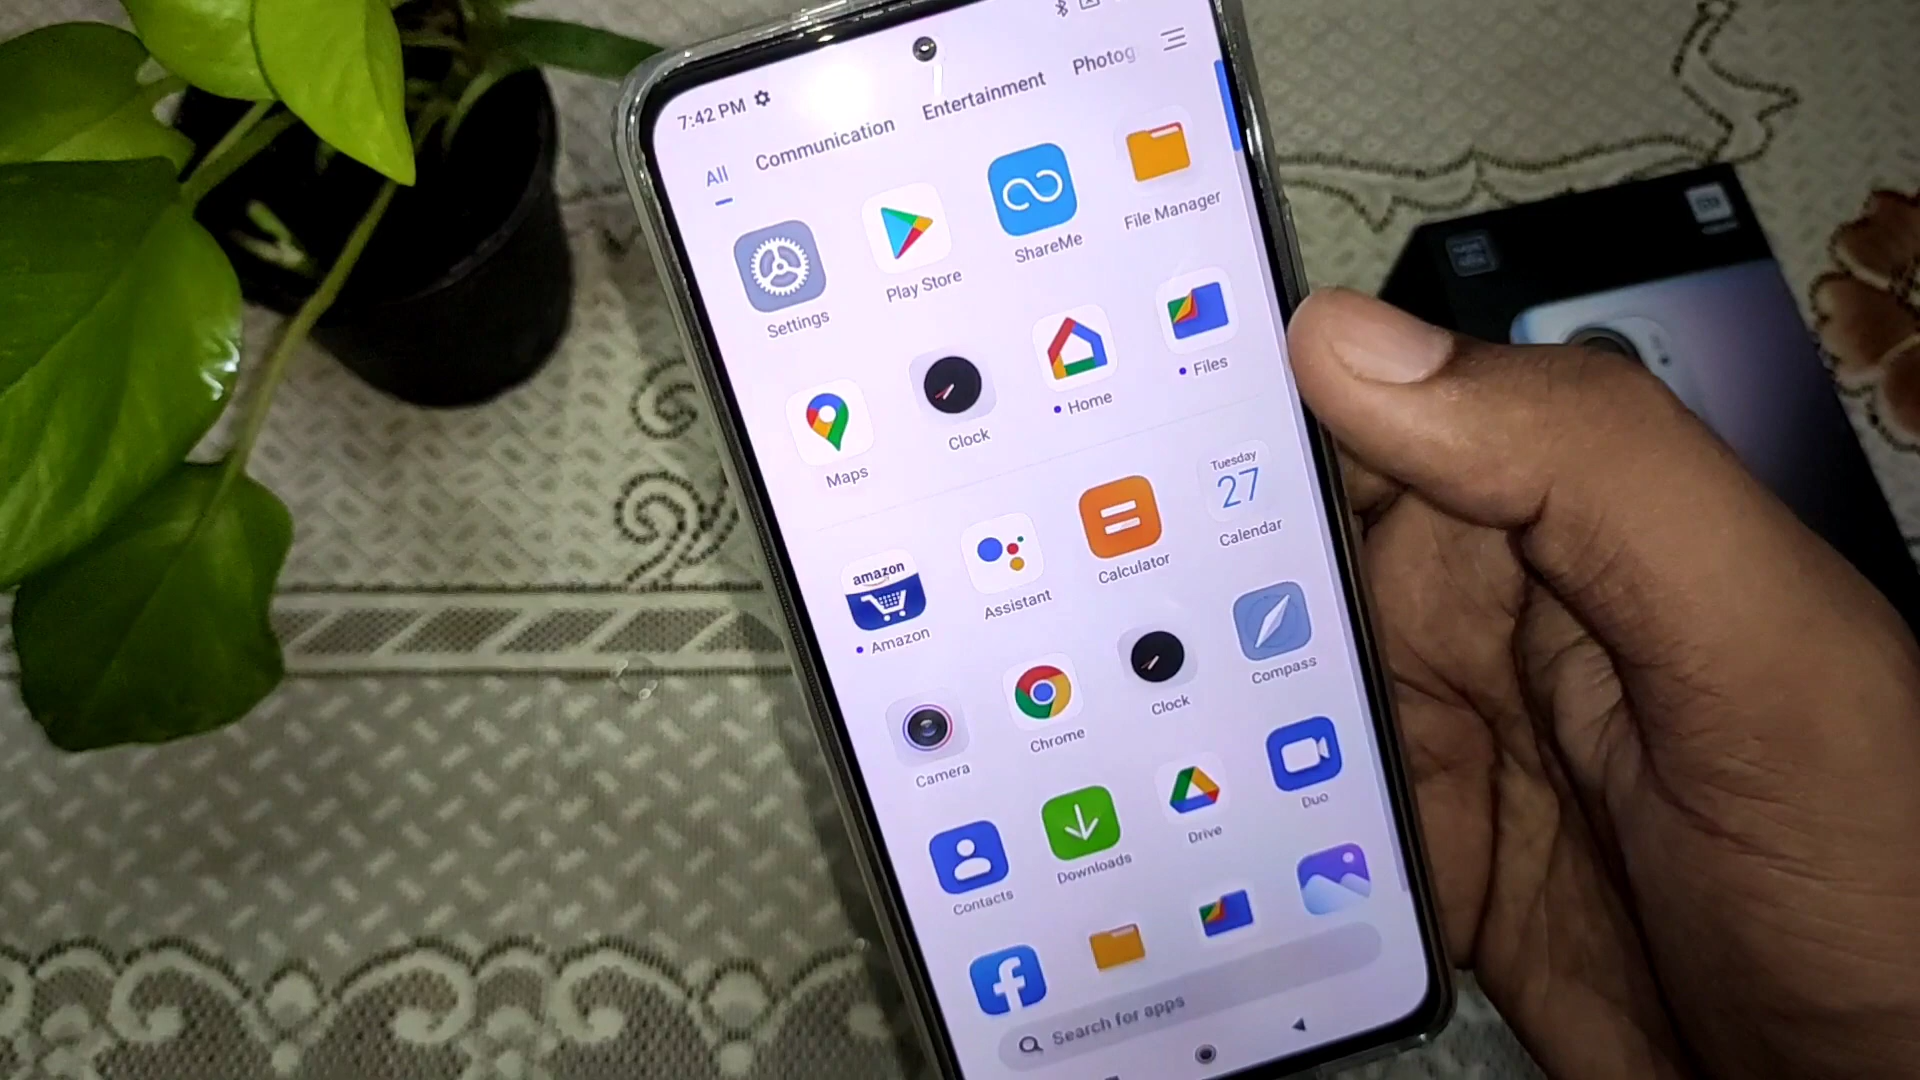 7:42 PM
All Communication Entertainment Photog
Settings Play Store ShareMe File Manager
Maps Clock Home Files
amazon
Tuesday
27
Amazon Assistant Calculator Calendar
Camera Chrome Clock Compass
Contacts Downloads Drive Duo
Search for apps